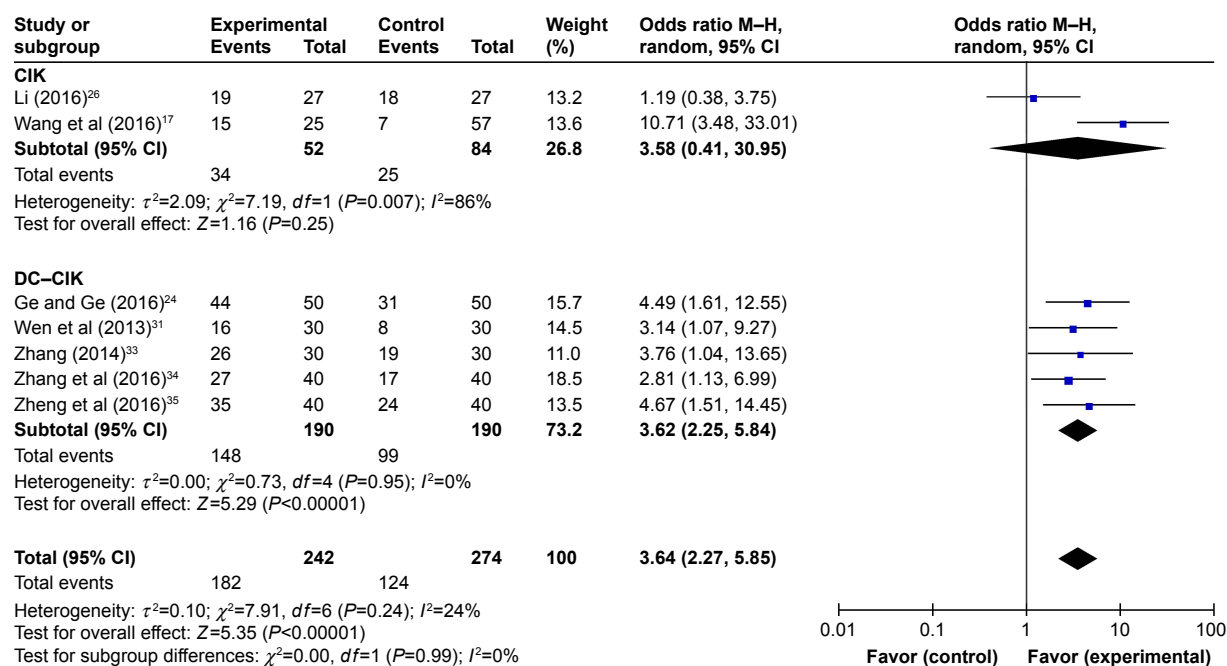 Study or subgroup Experimental Events Total Control Events Total Weight (%) Odds ratio M–H, random, 95% CI Odds ratio M–H, random, 95% CI
CIK
Li (2016)²⁶ 19 27 18 27 13.2 1.19 (0.38, 3.75)
Wang et al (2016)¹⁷ 15 25 7 57 13.6 10.71 (3.48, 33.01)
Subtotal (95% CI) 52 84 26.8 3.58 (0.41, 30.95)
Total events 34 25
Heterogeneity: τ²=2.09; χ²=7.19, df=1 (P=0.007); I²=86%
Test for overall effect: Z=1.16 (P=0.25)
DC–CIK
Ge and Ge (2016)²⁴ 44 50 31 50 15.7 4.49 (1.61, 12.55)
Wen et al (2013)³¹ 16 30 8 30 14.5 3.14 (1.07, 9.27)
Zhang (2014)³³ 26 30 19 30 11.0 3.76 (1.04, 13.65)
Zhang et al (2016)³⁴ 27 40 17 40 18.5 2.81 (1.13, 6.99)
Zheng et al (2016)³⁵ 35 40 24 40 13.5 4.67 (1.51, 14.45)
Subtotal (95% CI) 190 190 73.2 3.62 (2.25, 5.84)
Total events 148 99
Heterogeneity: τ²=0.00; χ²=0.73, df=4 (P=0.95); I²=0%
Test for overall effect: Z=5.29 (P<0.00001)
Total (95% CI) 242 274 100 3.64 (2.27, 5.85)
Total events 182 124
Heterogeneity: τ²=0.10; χ²=7.91, df=6 (P=0.24); I²=24%
Test for overall effect: Z=5.35 (P<0.00001)
Test for subgroup differences: χ²=0.00, df=1 (P=0.99); I²=0%
0.01 0.1 1 10 100
Favor (control) Favor (experimental)